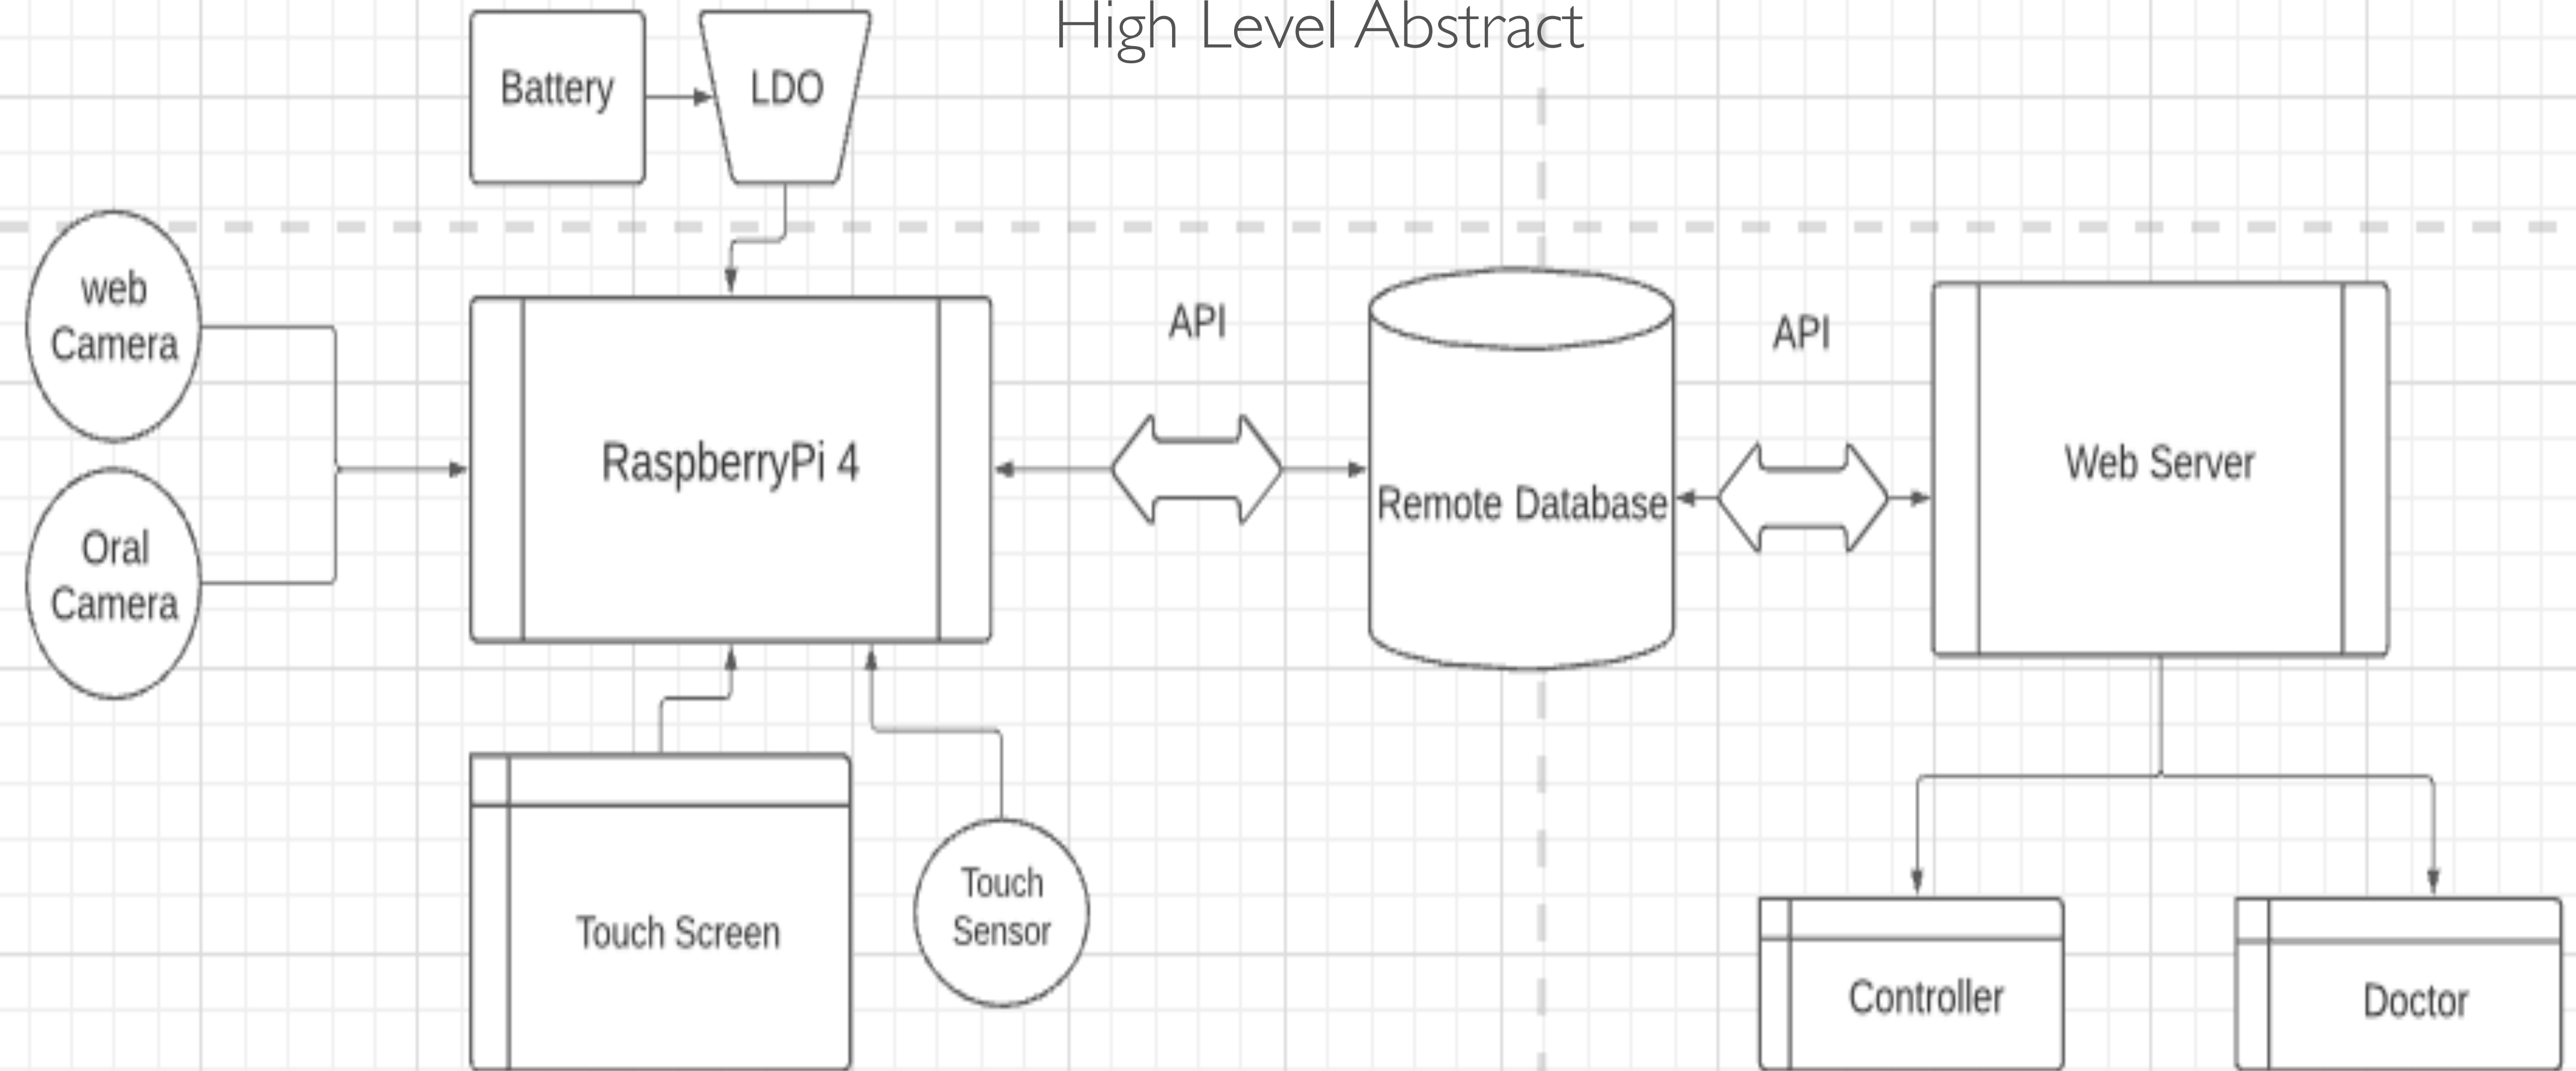 High Level Abstract
Battery
LDO
web
Camera
Oral
Camera
RaspberryPi 4
API
Remote Database
API
Web Server
Touch Screen
Touch
Sensor
Controller
Doctor